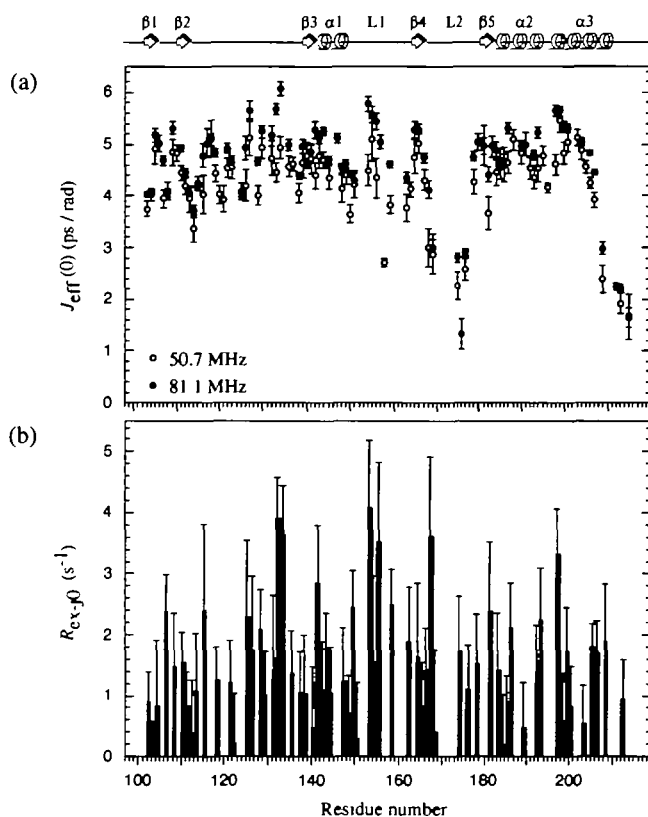 β1 β2 β3 α1 L1 β4 L2 β5 α2 α3
(a)
6
5
4
3
2
1
0
J_eff(0) (ps / rad)
50.7 MHz
81 1 MHz
(b)
5
4
3
2
1
0
R_ex-J0 (s⁻¹)
100 120 140 160 180 200
Residue number